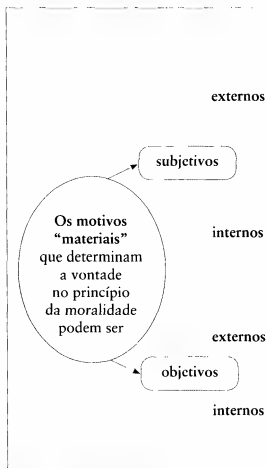 externos
subjetivos
Os motivos
"materiais"
que determinam
a vontade
no princípio
da moralidade
podem ser
internos
externos
objetivos
internos